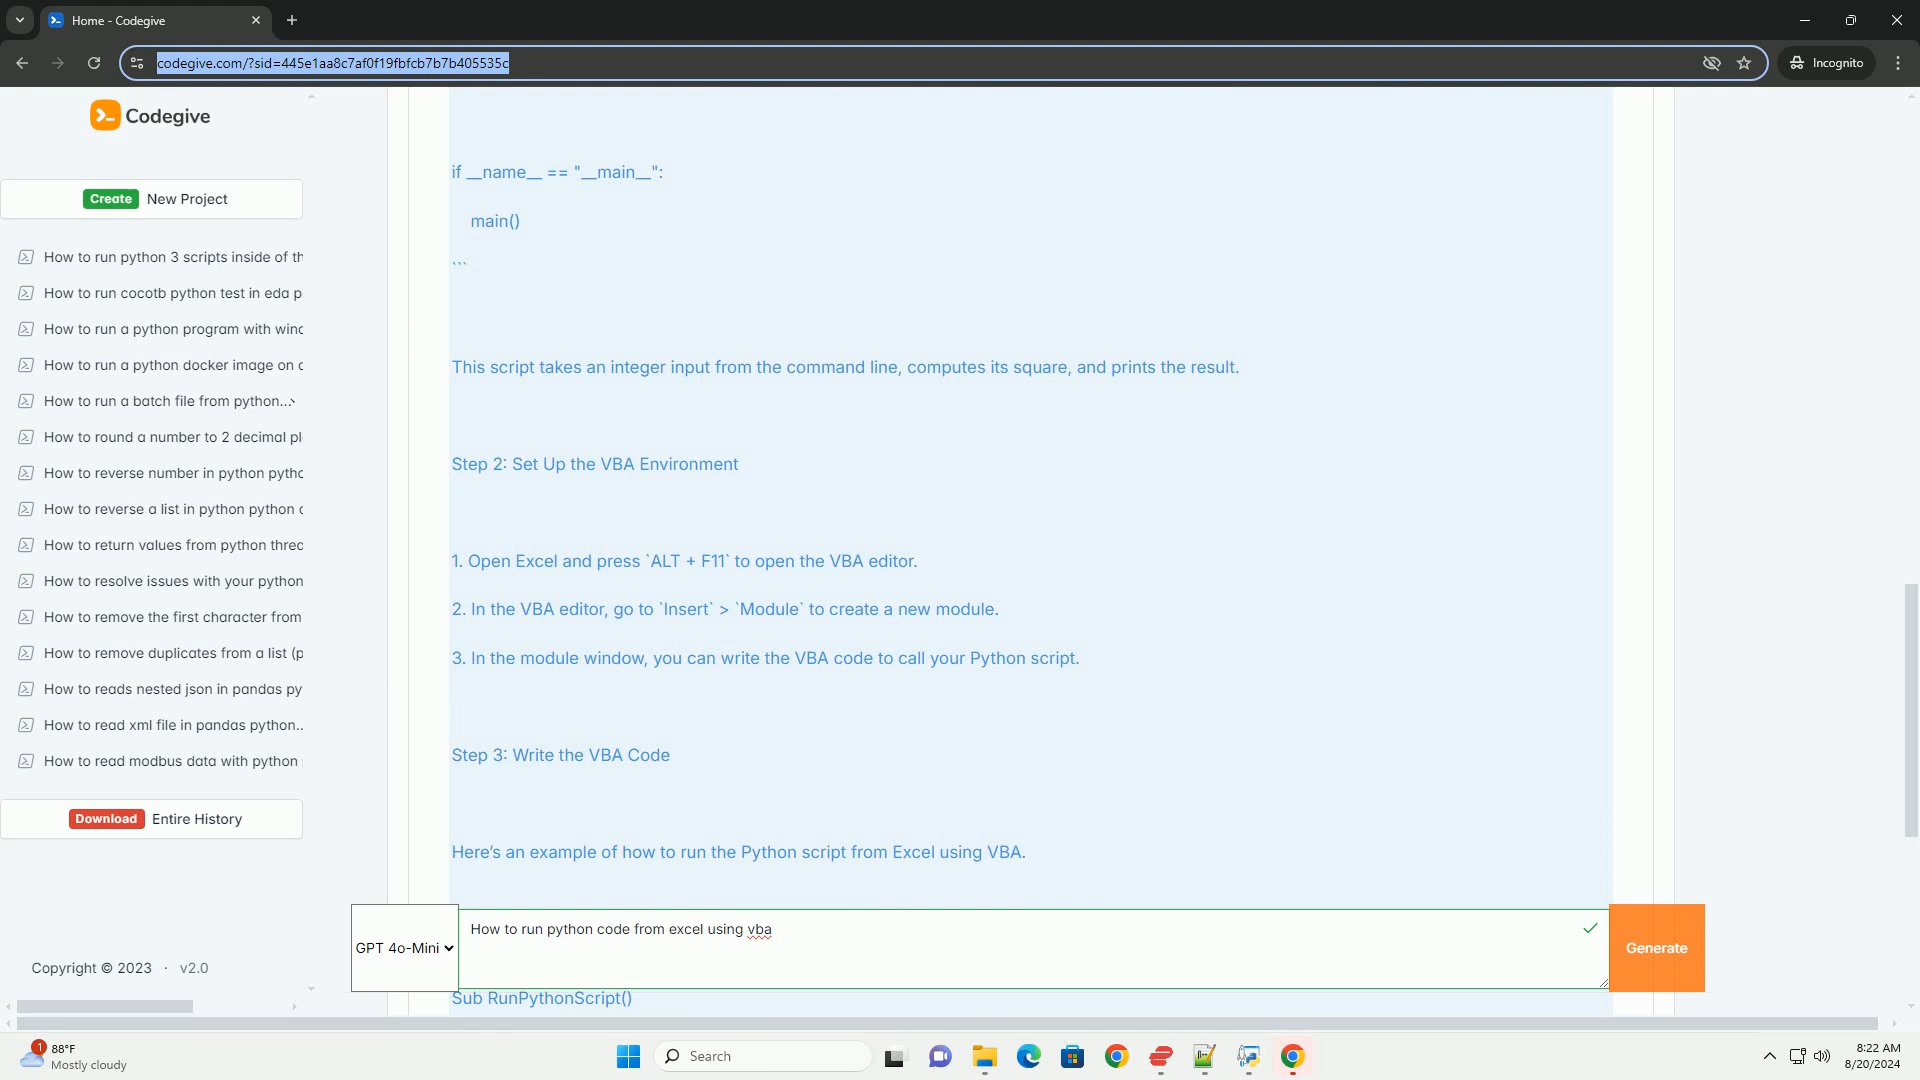 Home - Codegive
codegive.com/?sid=445e1aa8c7af0f19fbfcb7b7b405535c
Incognito
Codegive
Create New Project
How to run python 3 scripts inside of th
How to run cocotb python test in eda p
How to run a python program with wind
How to run a python docker image on c
How to run a batch file from python...
How to round a number to 2 decimal pl
How to reverse number in python pytho
How to reverse a list in python python c
How to return values from python threa
How to resolve issues with your python
How to remove the first character from
How to remove duplicates from a list (p
How to reads nested json in pandas py
How to read xml file in pandas python..
How to read modbus data with python
Download Entire History
Copyright © 2023 · v2.0
if __name__ == "__main__":
main()
```
This script takes an integer input from the command line, computes its square, and prints the result.
Step 2: Set Up the VBA Environment
1. Open Excel and press `ALT + F11` to open the VBA editor.
2. In the VBA editor, go to `Insert` > `Module` to create a new module.
3. In the module window, you can write the VBA code to call your Python script.
Step 3: Write the VBA Code
Here’s an example of how to run the Python script from Excel using VBA.
GPT 4o-Mini
How to run python code from excel using vba
Generate
Sub RunPythonScript()
1
88°F
Mostly cloudy
Search
8:22 AM
8/20/2024